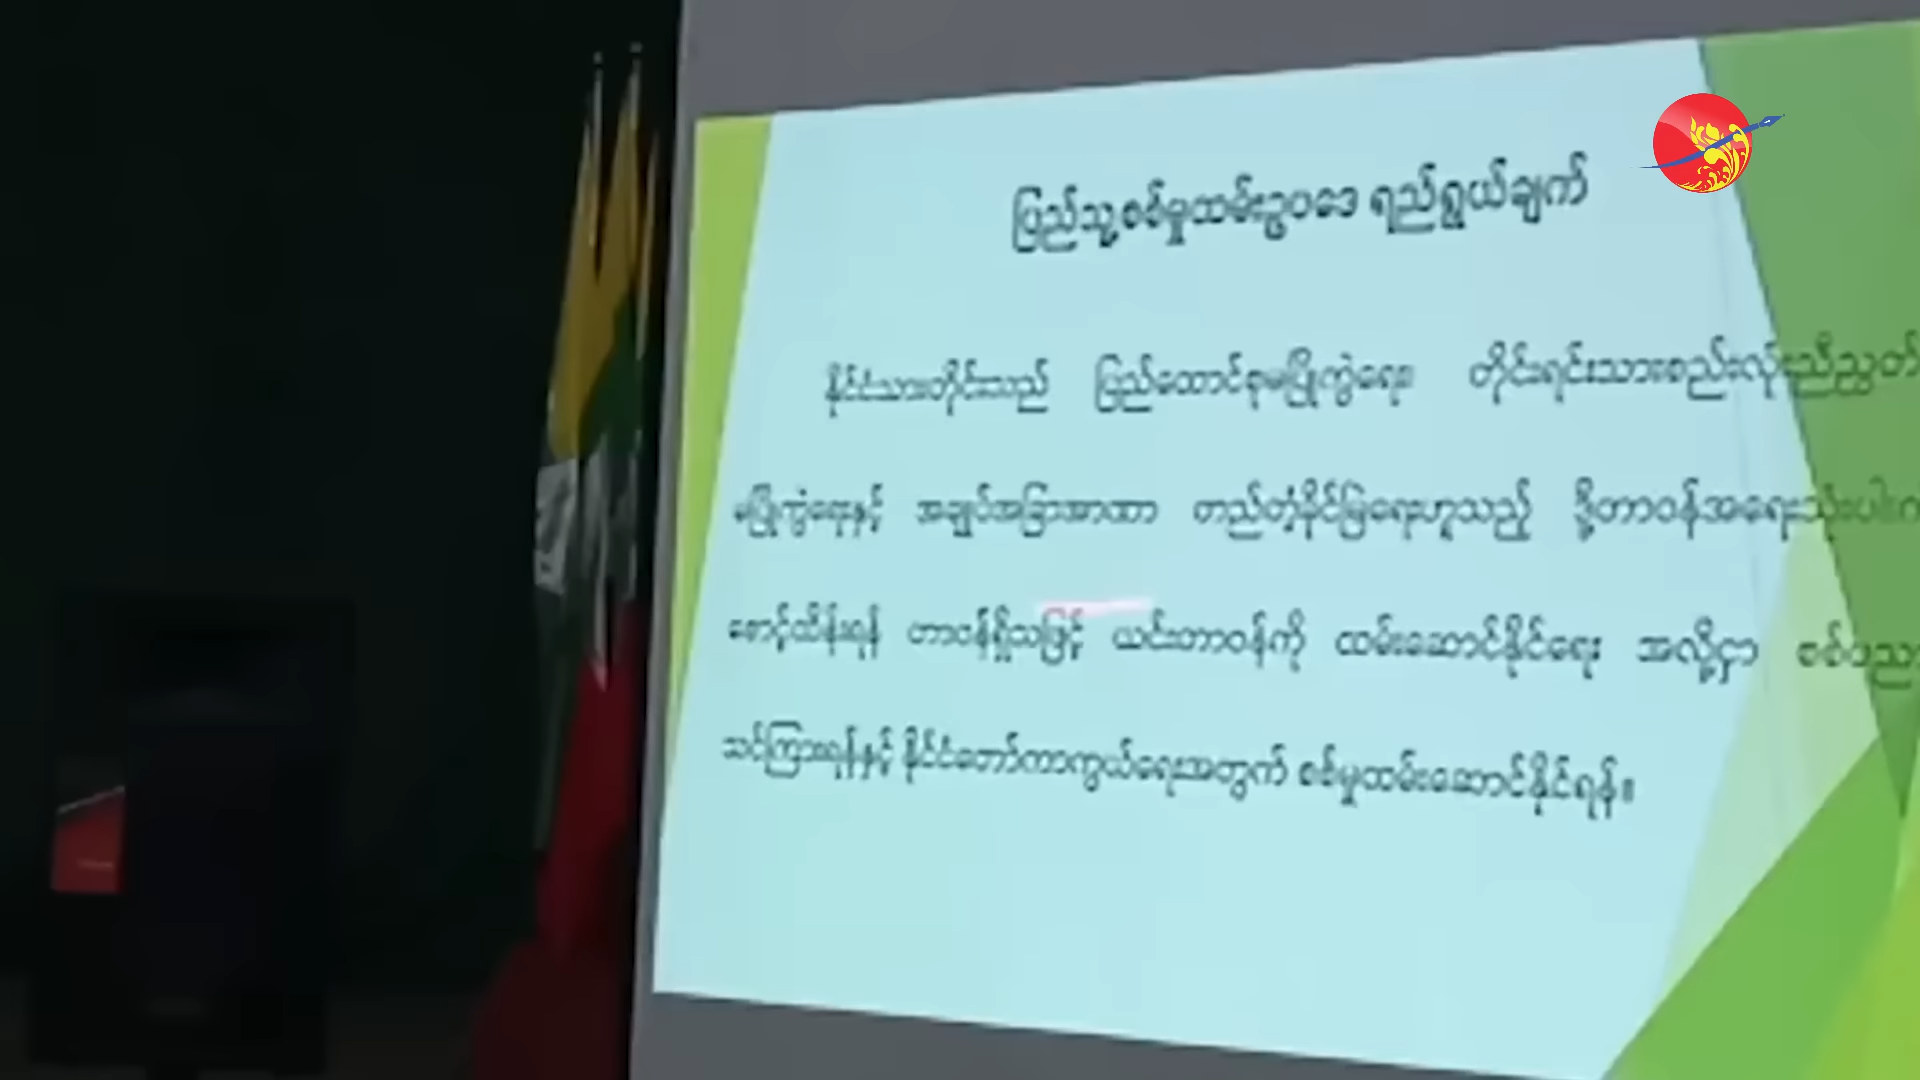 ပြည်သူ့စစ်မှုထမ်းဥပဒေ ရည်ရွယ်ချက်
နိုင်ငံသားတိုင်းသည် ပြည်ထောင်စုမပြိုကွဲရေး၊ တိုင်းရင်းသားစည်းလုံးညီညွတ်
မပြိုကွဲရေးနှင့် အချုပ်အခြာအာဏာ တည်တံ့ခိုင်မြဲရေးဟူသည့် ဒို့တာဝန်အရေးသုံးပါး
စောင့်ထိန်းရန် တာဝန်ရှိသဖြင့် ယင်းတာဝန်ကို ထမ်းဆောင်နိုင်ရေး အလို့ငှာ စစ်ပညာ
သင်ကြားရန်နှင့် နိုင်ငံတော်ကာကွယ်ရေးအတွက် စစ်မှုထမ်းဆောင်နိုင်ရန်။